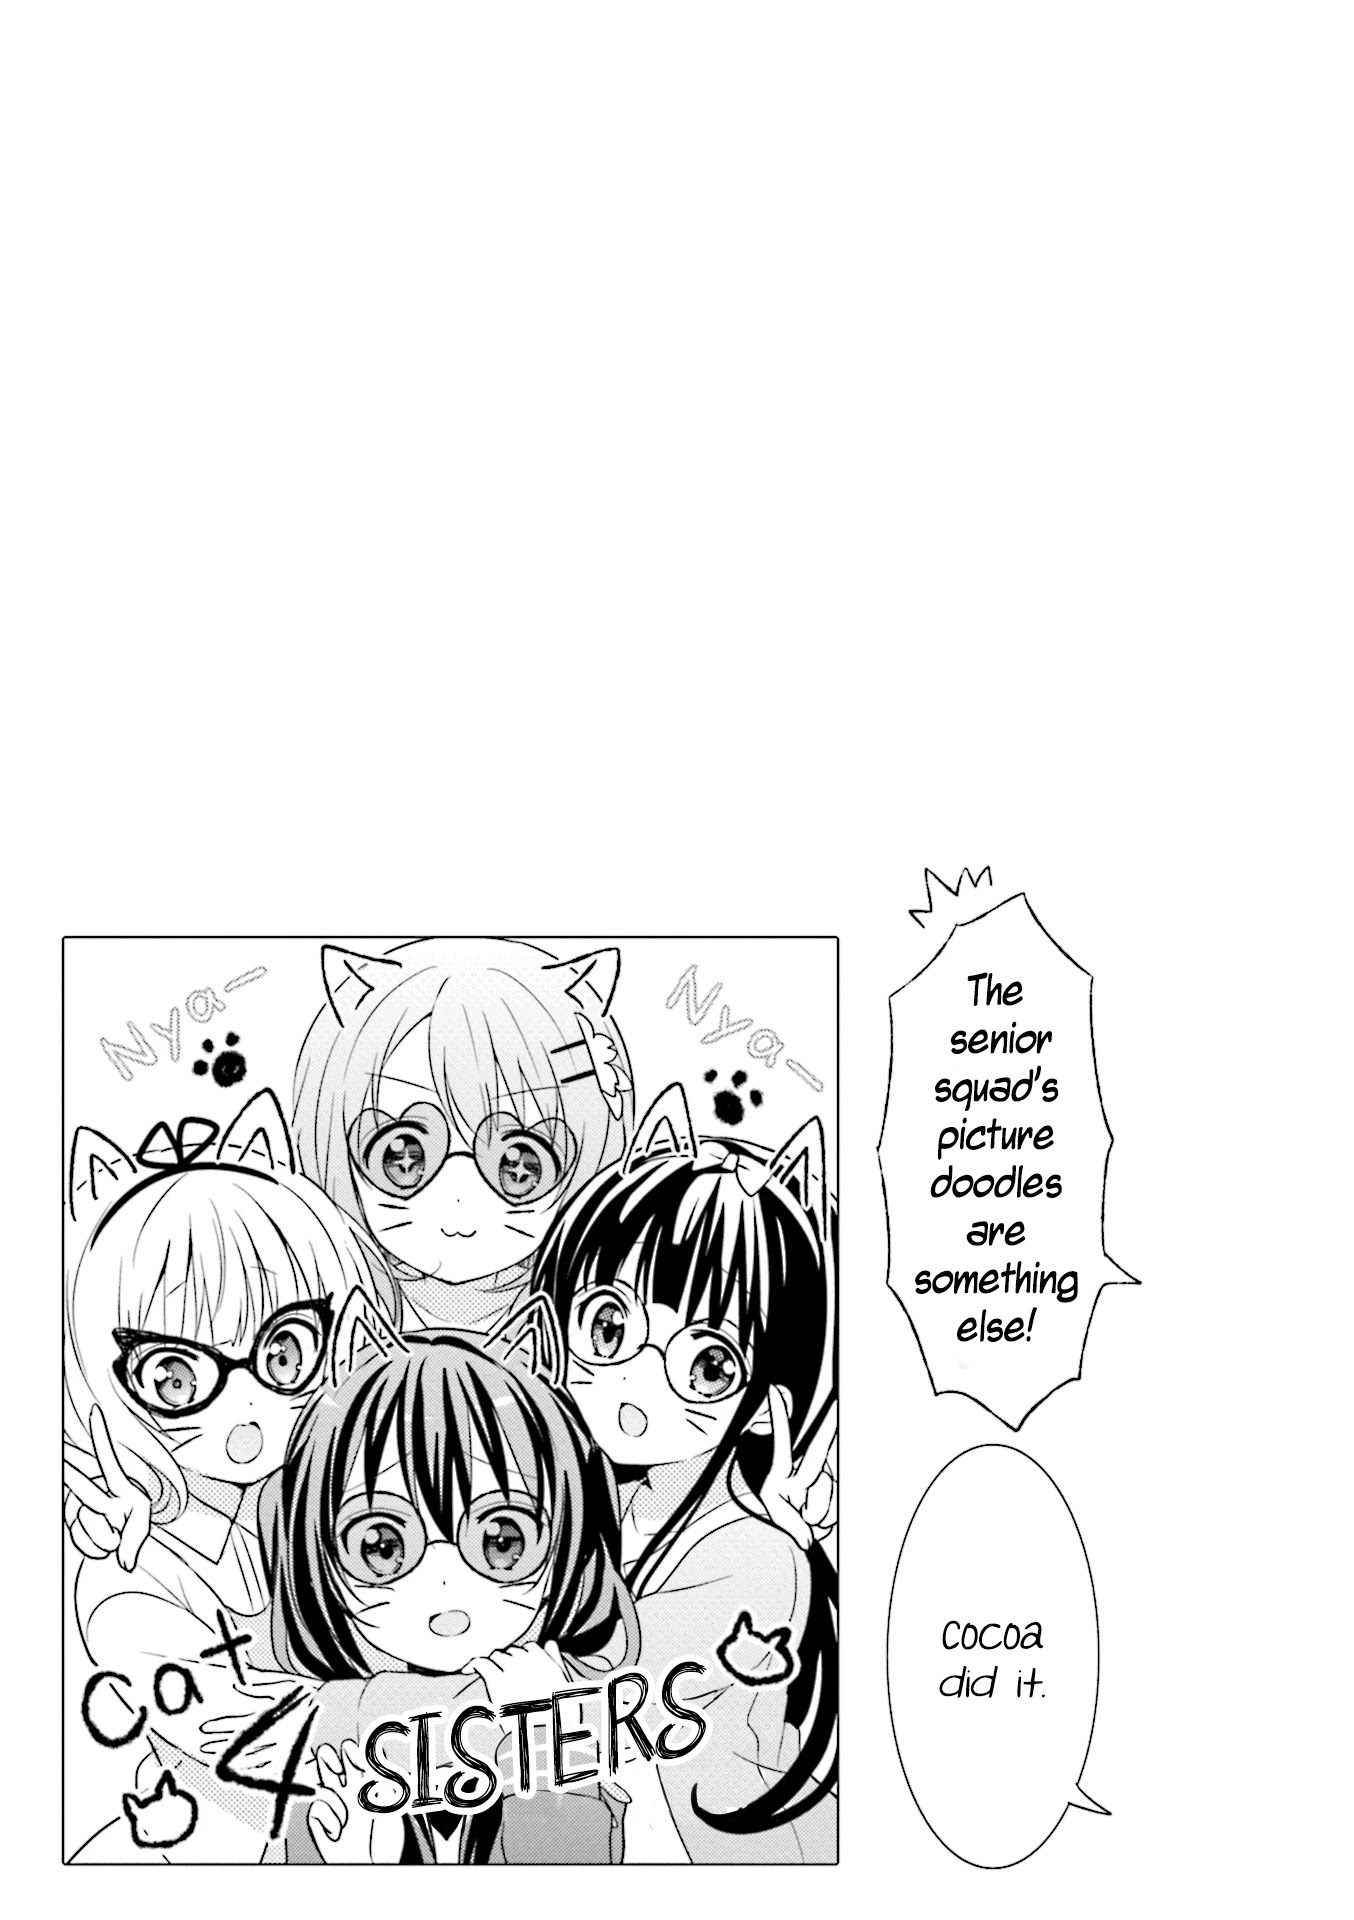 The
senior
squad's
picture
doodles
are
something
else!
Cocoa
did it.
Nya—
Nya—
Cat
4
SISTERS